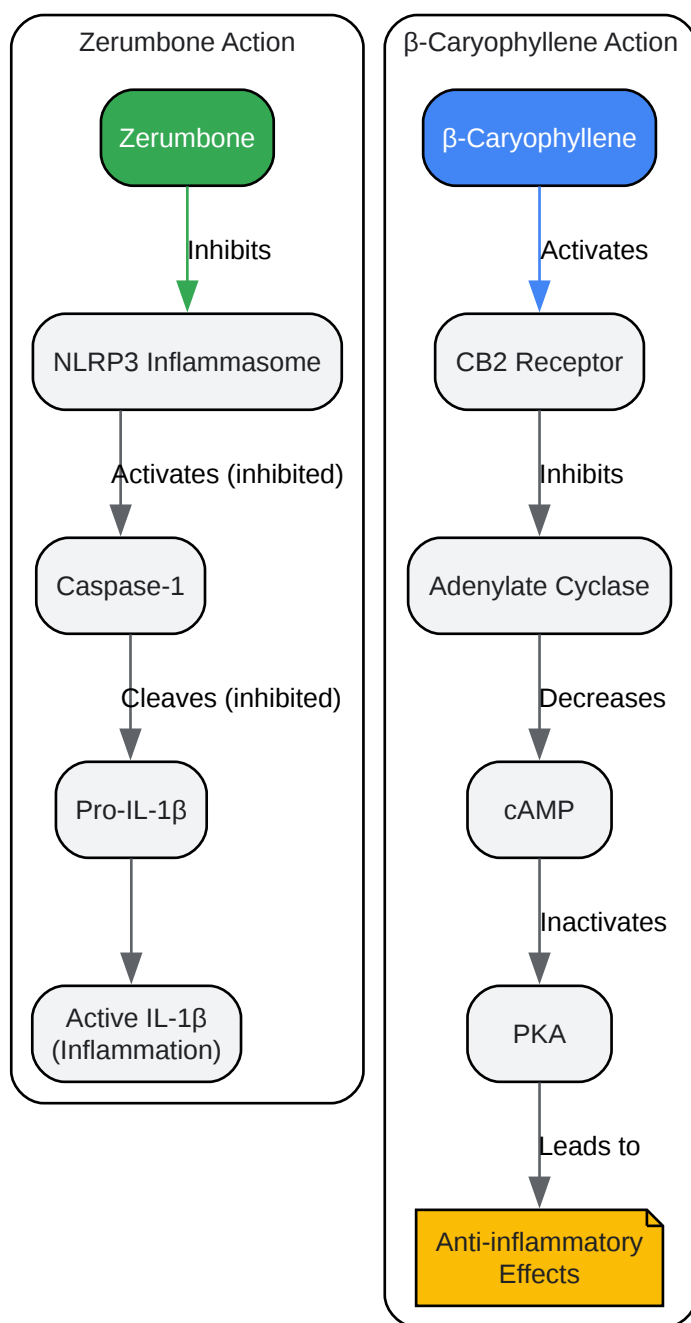 Zerumbone Action
Zerumbone
Inhibits
NLRP3 Inflammasome
Activates (inhibited)
Caspase-1
Cleaves (inhibited)
Pro-IL-1β
Active IL-1β
(Inflammation)
β-Caryophyllene Action
β-Caryophyllene
Activates
CB2 Receptor
Inhibits
Adenylate Cyclase
Decreases
cAMP
Inactivates
PKA
Leads to
Anti-inflammatory
Effects